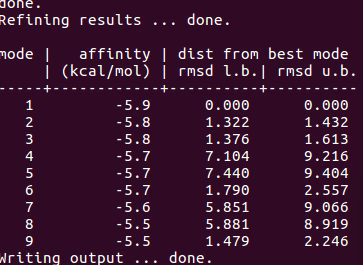 done.
Refining results ... done.
mode |   affinity | dist from best mode
     | (kcal/mol) | rmsd l.b.| rmsd u.b.
-----+------------+----------+----------
   1         -5.9      0.000      0.000
   2         -5.8      1.322      1.432
   3         -5.8      1.376      1.613
   4         -5.7      7.104      9.216
   5         -5.7      7.440      9.404
   6         -5.7      1.790      2.557
   7         -5.6      5.851      9.066
   8         -5.5      5.881      8.919
   9         -5.5      1.479      2.246
Writing output ... done.